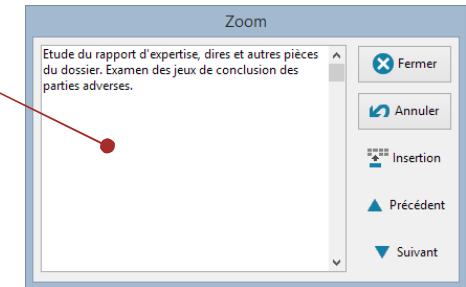 Zoom
Etude du rapport d'expertise, dires et autres pièces
du dossier. Examen des jeux de conclusion des
parties adverses.
Fermer
Annuler
Insertion
Précédent
Suivant